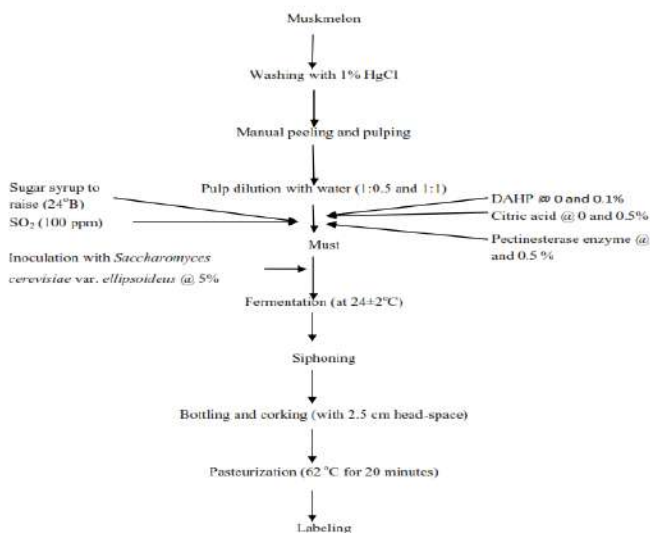 Muskmelon
Washing with 1% HgCl
Manual peeling and pulping
Pulp dilution with water (1:0.5 and 1:1)
Sugar syrup to
raise (24°B)
SO₂ (100 ppm)
DAHP @ 0 and 0.1%
Citric acid @ 0 and 0.5%
Pectinesterase enzyme @
and 0.5 %
Must
Inoculation with Saccharomyces
cerevisiae var. ellipsoideus @ 5%
Fermentation (at 24±2°C)
Siphoning
Bottling and corking (with 2.5 cm head-space)
Pasteurization (62 °C for 20 minutes)
Labeling